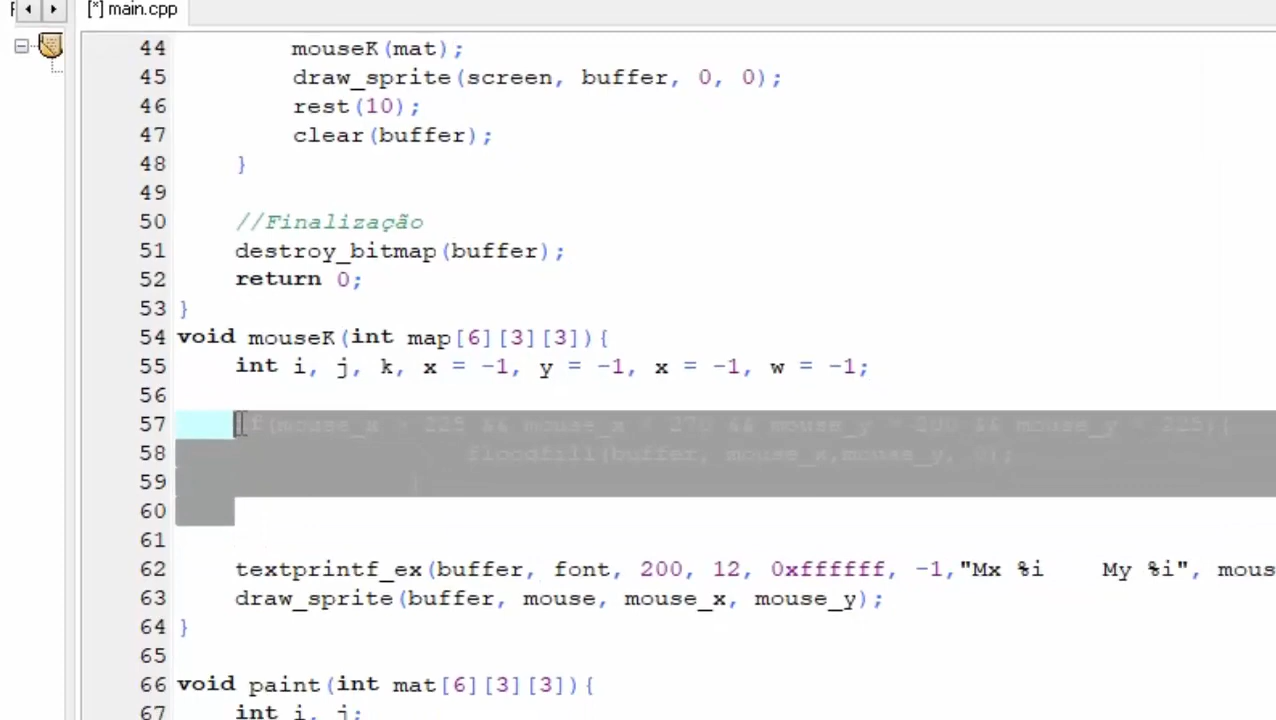 [*] main.cpp
44 mouseK(mat);
45 draw_sprite(screen, buffer, 0, 0);
46 rest(10);
47 clear(buffer);
48 }
49
50 //Finalização
51 destroy_bitmap(buffer);
52 return 0;
53 }
54 void mouseK(int map[6][3][3]){
55 int i, j, k, x = -1, y = -1, x = -1, w = -1;
56
57 if(mouse_x > 225 && mouse_x < 270 && mouse_y > 200 && mouse_y < 225){
58 floodfill(buffer, mouse_x,mouse_y, 0);
59 }
60
61
62 textprintf_ex(buffer, font, 200, 12, 0xffffff, -1,"Mx %i My %i", mous
63 draw_sprite(buffer, mouse, mouse_x, mouse_y);
64 }
65
66 void paint(int mat[6][3][3]){
67 int i, j;